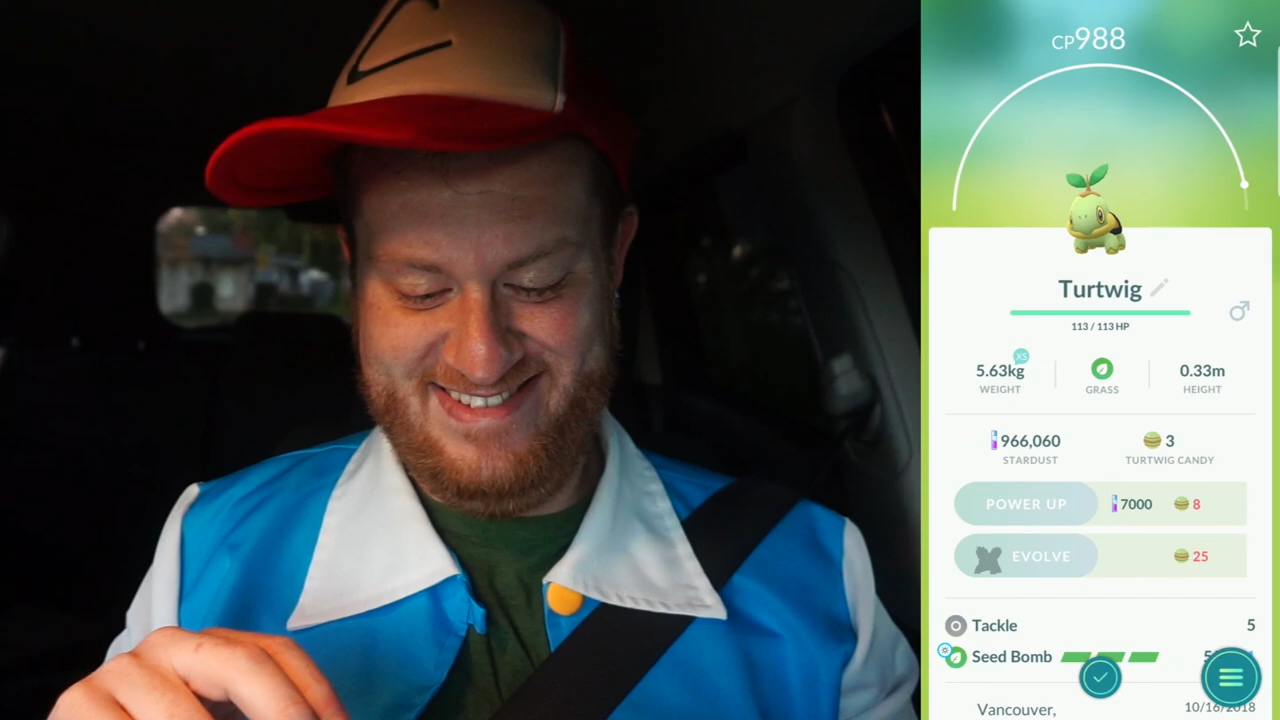 CP988
Turtwig
113 / 113 HP
XS
5.63kg
WEIGHT
GRASS
0.33m
HEIGHT
966,060
STARDUST
3
TURTWIG CANDY
POWER UP 7000 8
EVOLVE 25
Tackle 5
Seed Bomb
Vancouver,
10/16/2018